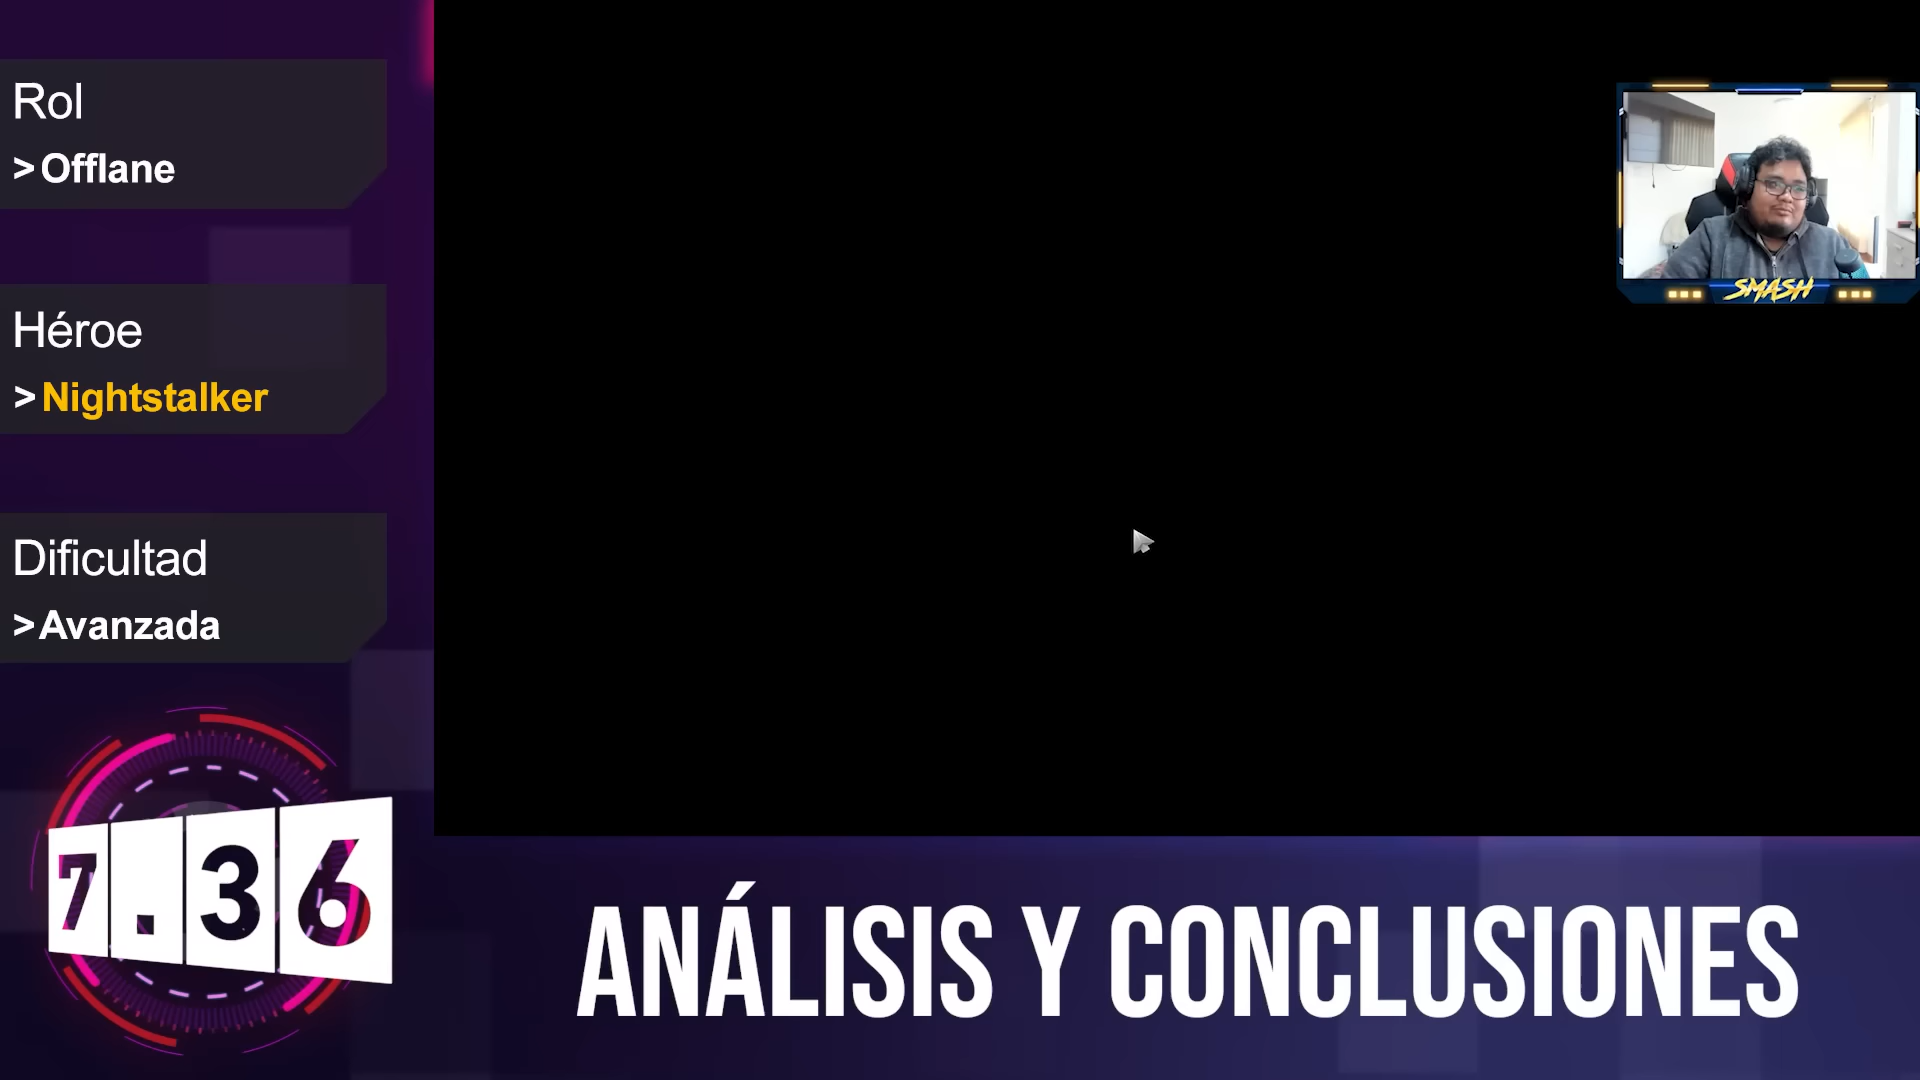 Rol
>Offlane
Héroe
>Nightstalker
Dificultad
>Avanzada
7.36
SMASH
ANÁLISIS Y CONCLUSIONES